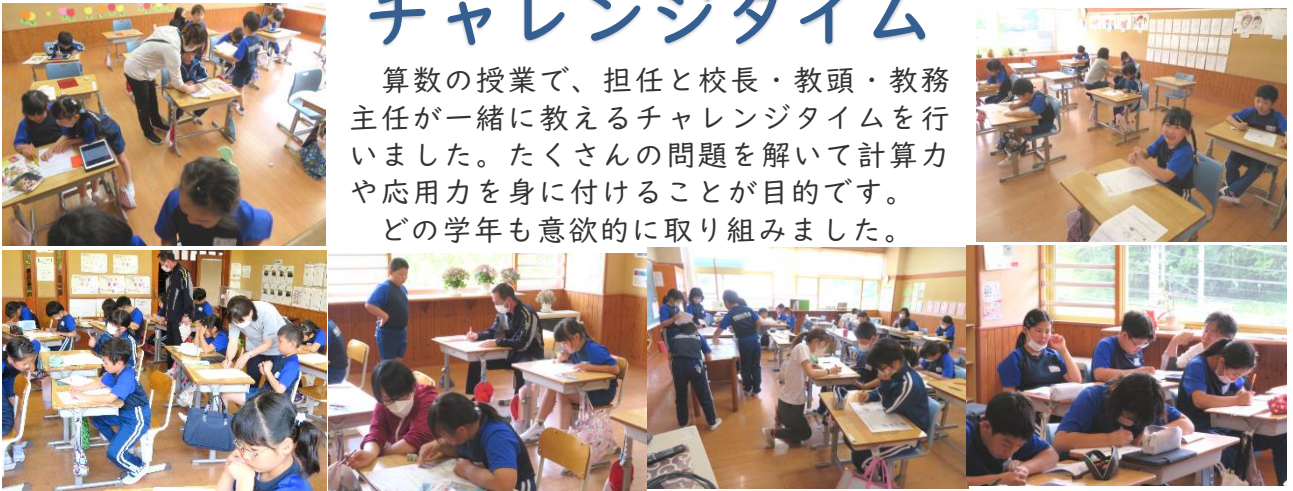 チャレンジタイム
算数の授業で、担任と校長・教頭・教務
主任が一緒に教えるチャレンジタイムを行
いました。たくさんの問題を解いて計算力
や応用力を身に付けることが目的です。
どの学年も意欲的に取り組みました。